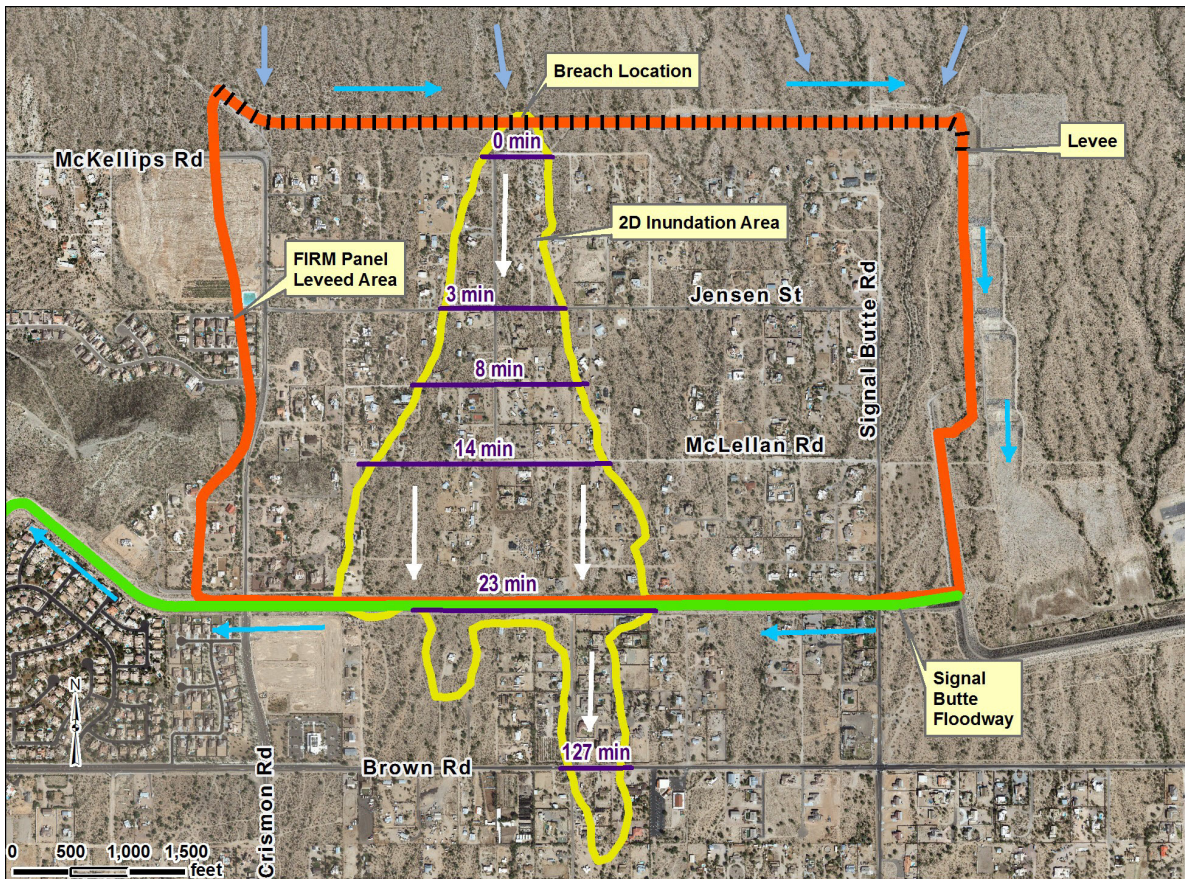 Breach Location
0 min
McKellips Rd
Levee
2D Inundation Area
FIRM Panel
Leveed Area
3 min
Jensen St
Signal Butte Rd
8 min
14 min
McLellan Rd
23 min
Signal
Butte
Floodway
N
127 min
Brown Rd
Crismon Rd
0 500 1,000 1,500
feet